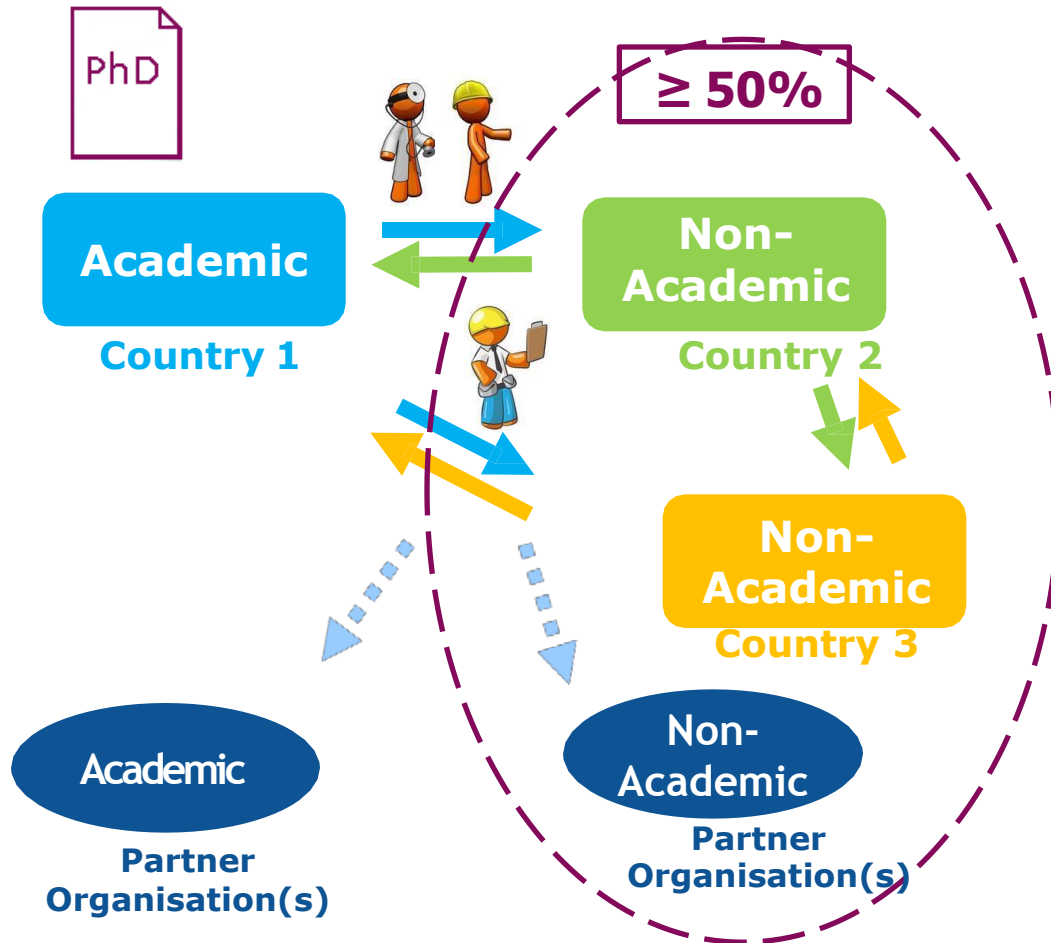 PhD
≥ 50%
Academic
Country 1
Non-
Academic
Country 2
Non-
Academic
Country 3
Academic
Partner
Organisation(s)
Non-
Academic
Partner
Organisation(s)